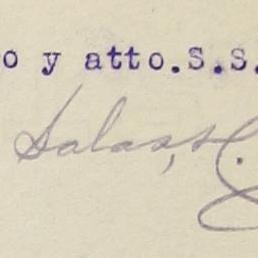 o y atto.S.S.
Salas, H.